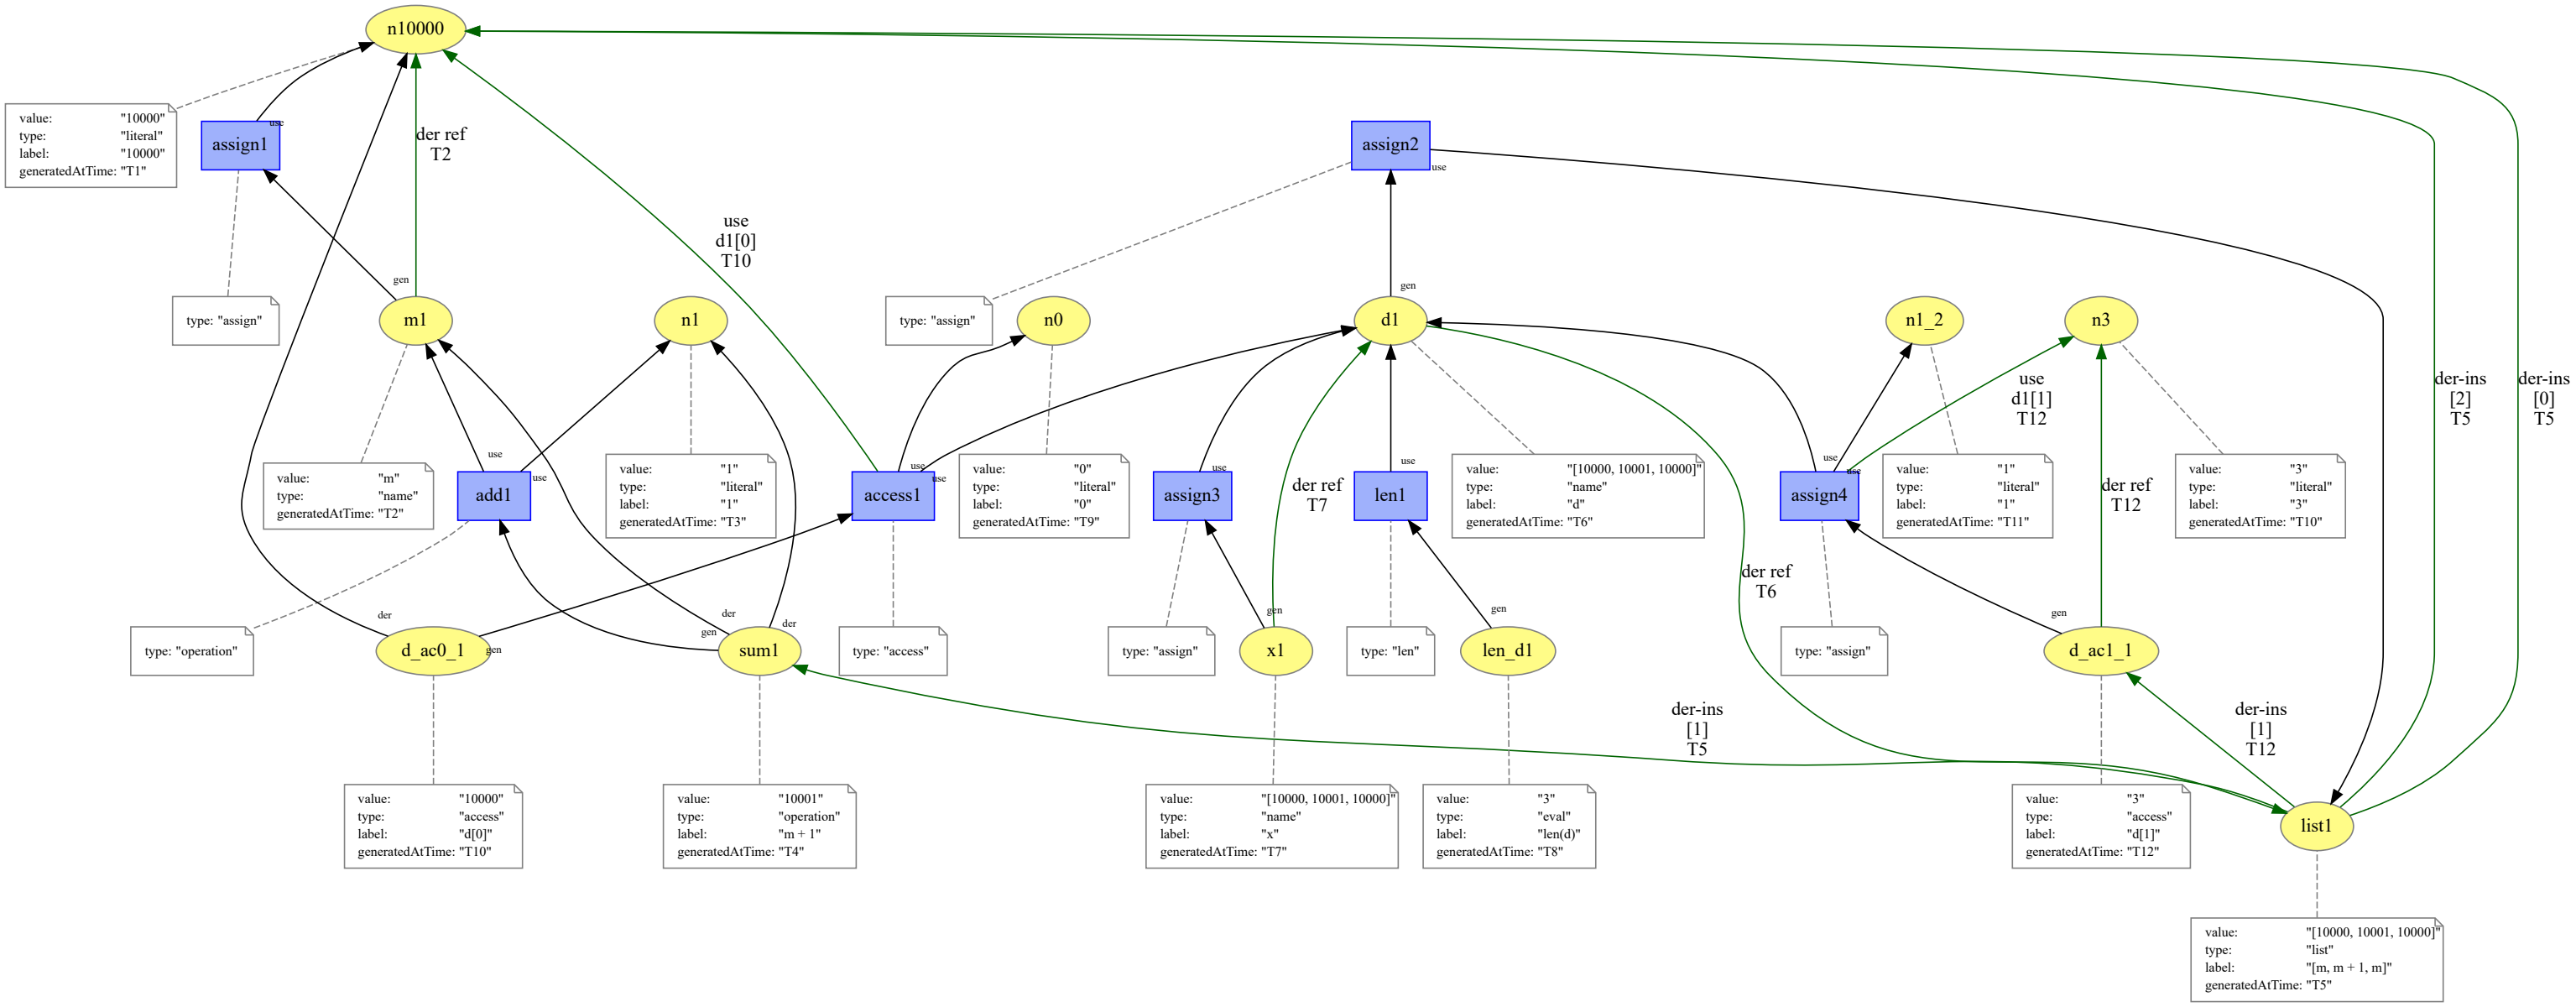 n10000
value: "10000"
type: "literal"
label: "10000"
generatedAtTime: "T1"
assign1
use
der ref
T2
assign2
use
use
d1[0]
T10
gen
gen
type: "assign"
m1
n1
type: "assign"
n0
d1
n1_2
n3
use
d1[1]
T12
der-ins
[2]
T5
der-ins
[0]
T5
value: "m"
type: "name"
generatedAtTime: "T2"
use
add1
use
value: "1"
type: "literal"
label: "1"
generatedAtTime: "T3"
access1
use
use
value: "0"
type: "literal"
label: "0"
generatedAtTime: "T9"
assign3
use
der ref
T7
len1
use
value: "[10000, 10001, 10000]"
type: "name"
label: "d"
generatedAtTime: "T6"
assign4
use
use
value: "1"
type: "literal"
label: "1"
generatedAtTime: "T11"
der ref
T12
value: "3"
type: "literal"
label: "3"
generatedAtTime: "T10"
der ref
T6
type: "operation"
der
d_ac0_1
gen
gen
der
der
sum1
type: "access"
type: "assign"
gen
x1
type: "len"
gen
len_d1
type: "assign"
gen
d_ac1_1
der-ins
[1]
T5
der-ins
[1]
T12
value: "10000"
type: "access"
label: "d[0]"
generatedAtTime: "T10"
value: "10001"
type: "operation"
label: "m + 1"
generatedAtTime: "T4"
value: "[10000, 10001, 10000]"
type: "name"
label: "x"
generatedAtTime: "T7"
value: "3"
type: "eval"
label: "len(d)"
generatedAtTime: "T8"
value: "3"
type: "access"
label: "d[1]"
generatedAtTime: "T12"
list1
value: "[10000, 10001, 10000]"
type: "list"
label: "[m, m + 1, m]"
generatedAtTime: "T5"